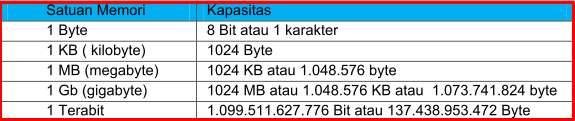 Satuan Memori Kapasitas
1 Byte 8 Bit atau 1 karakter
1 KB ( kilobyte) 1024 Byte
1 MB (megabyte) 1024 KB atau 1.048.576 byte
1 Gb (gigabyte) 1024 MB atau 1.048.576 KB atau 1.073.741.824 byte
1 Terabit 1.099.511.627.776 Bit atau 137.438.953.472 Byte